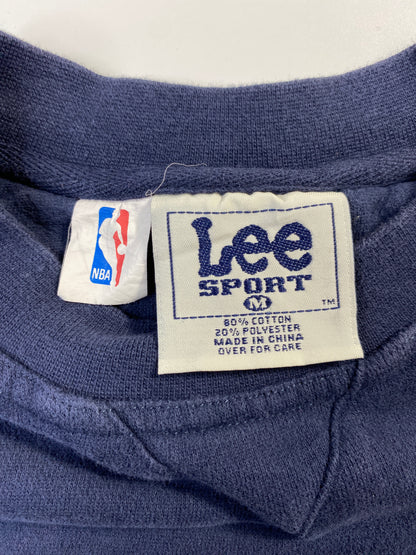 NBA
Lee
SPORT
M
TM
80% COTTON
20% POLYESTER
MADE IN CHINA
OVER FOR CARE